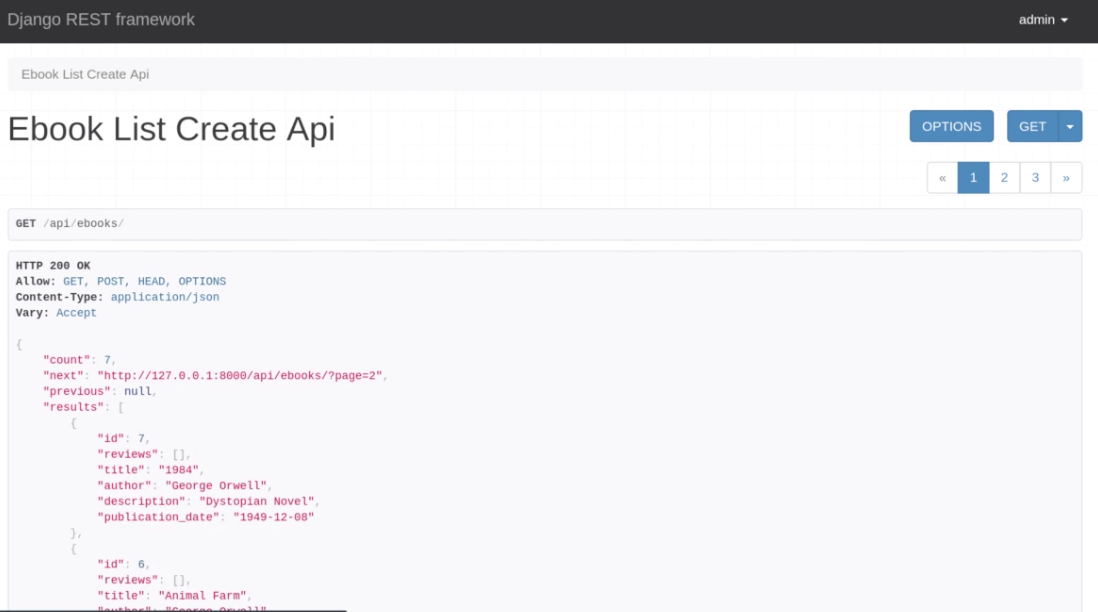 Django REST framework
admin
Ebook List Create Api
Ebook List Create Api
OPTIONS
GET
« 1 2 3 »
GET /api/ebooks/
HTTP 200 OK
Allow: GET, POST, HEAD, OPTIONS
Content-Type: application/json
Vary: Accept
{
"count": 7,
"next": "http://127.0.0.1:8000/api/ebooks/?page=2",
"previous": null,
"results": [
{
"id": 7,
"reviews": [],
"title": "1984",
"author": "George Orwell",
"description": "Dystopian Novel",
"publication_date": "1949-12-08"
},
{
"id": 6,
"reviews": [],
"title": "Animal Farm",
"author": "George Orwell",